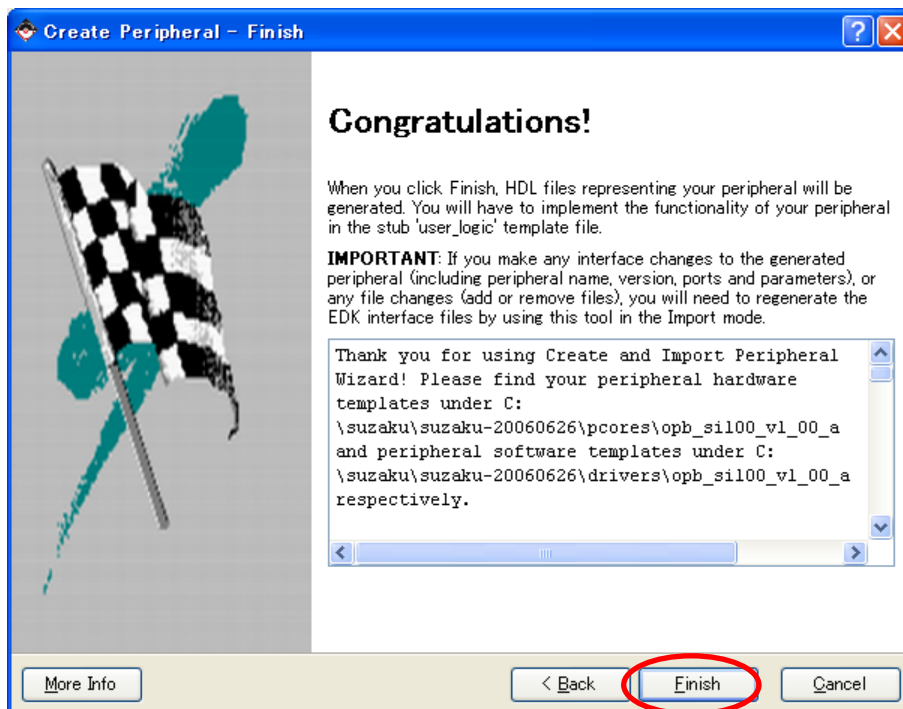 Create Peripheral - Finish
Congratulations!
When you click Finish, HDL files representing your peripheral will be
generated. You will have to implement the functionality of your peripheral
in the stub 'user_logic' template file.
IMPORTANT: If you make any interface changes to the generated
peripheral (including peripheral name, version, ports and parameters), or
any file changes (add or remove files), you will need to regenerate the
EDK interface files by using this tool in the Import mode.
Thank you for using Create and Import Peripheral
Wizard! Please find your peripheral hardware
templates under C:
\suzaku\suzaku-20060626\pcores\opb_sil00_v1_00_a
and peripheral software templates under C:
\suzaku\suzaku-20060626\drivers\opb_sil00_v1_00_a
respectively.
More Info
< Back
Finish
Cancel